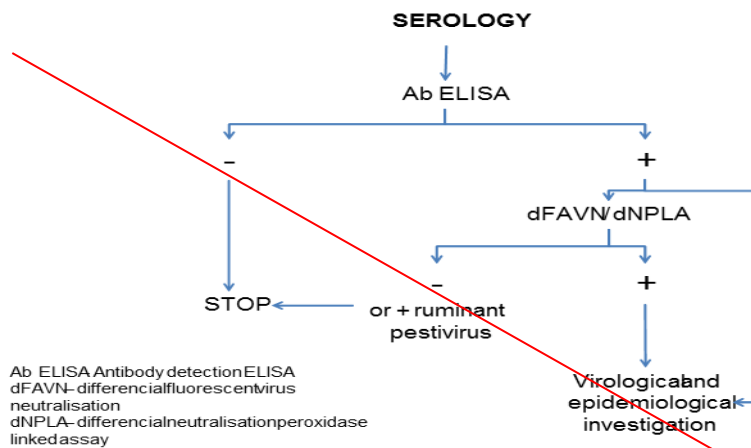 SEROLOGY
Ab ELISA
-
+
dFAVN/dNPLA
-
+
STOP
or + ruminant
pestivirus
Virological and
epidemiological
investigation
Ab ELISA Antibody detection ELISA
dFAVN–differencial fluorescent virus
neutralisation
dNPLA–differencial neutralisation peroxidase
linked assay